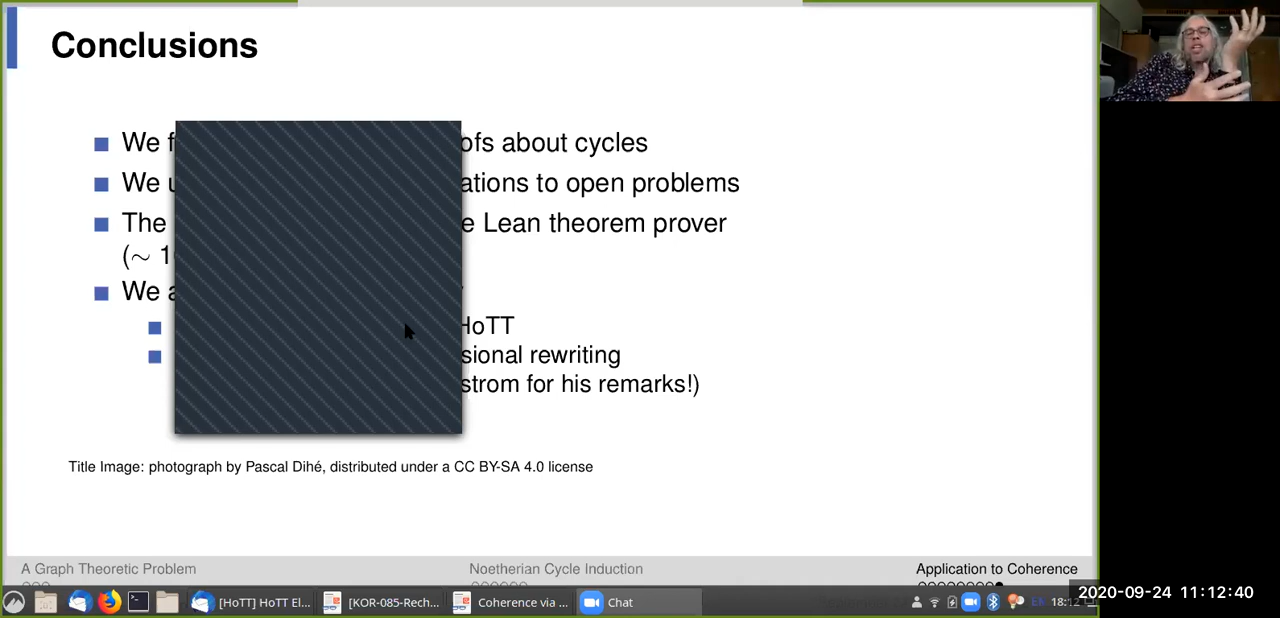 Conclusions
We ofs about cycles
We ations to open problems
The Lean theorem prover
(∼ 1
We
HoTT
sional rewriting
strom for his remarks!)
Title Image: photograph by Pascal Dihé, distributed under a CC BY-SA 4.0 license
A Graph Theoretic Problem Noetherian Cycle Induction Application to Coherence
[HoTT] HoTT El... [KOR-085-Rech... Coherence via ... Chat EN 18:12
2020-09-24 11:12:40